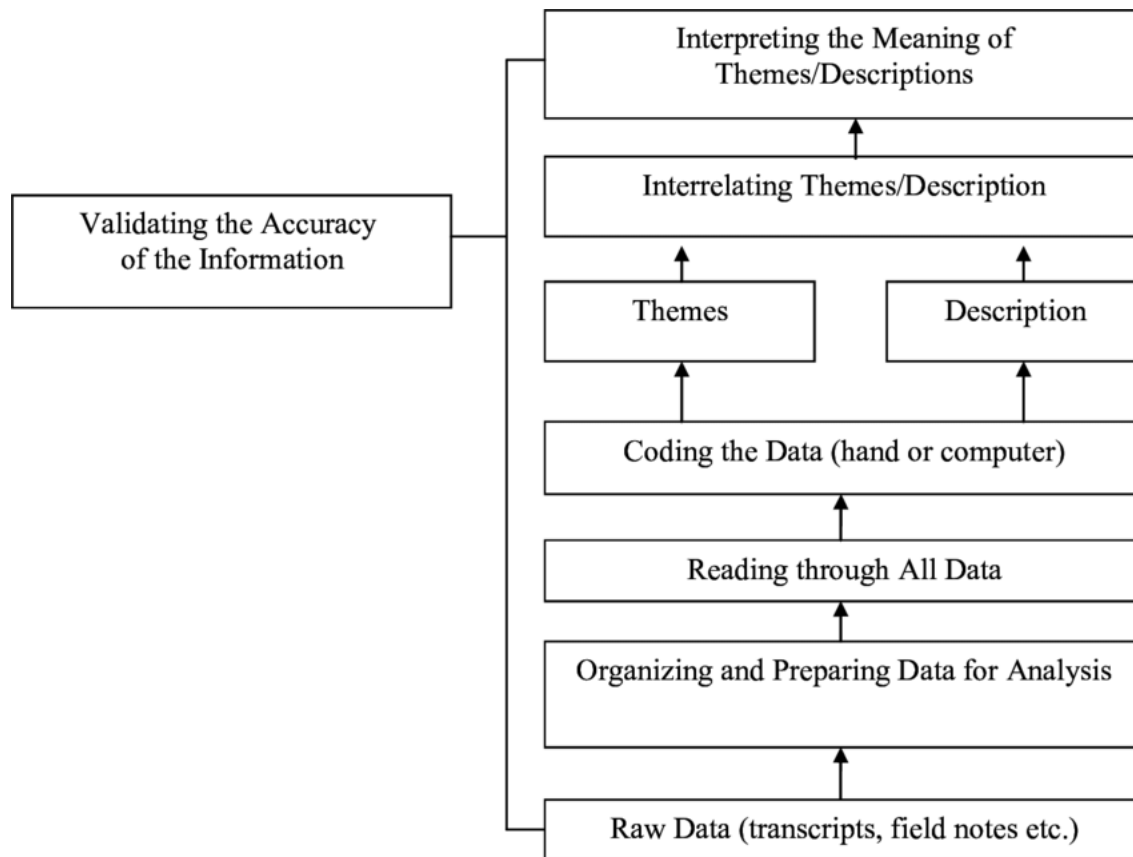 Interpreting the Meaning of
Themes/Descriptions
Interrelating Themes/Description
Validating the Accuracy
of the Information
Themes
Description
Coding the Data (hand or computer)
Reading through All Data
Organizing and Preparing Data for Analysis
Raw Data (transcripts, field notes etc.)